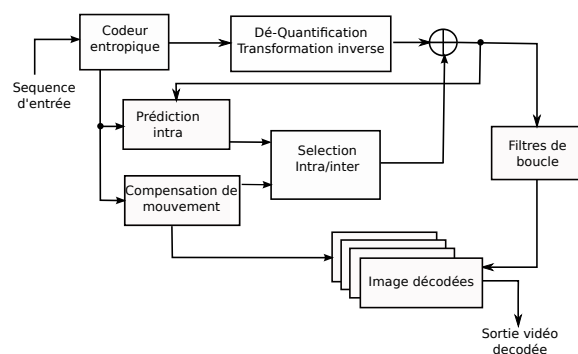 Codeur
entropique
Dé-Quantification
Transformation inverse
Sequence
d'entrée
Prédiction
intra
Selection
Intra/inter
Filtres de
boucle
Compensation de
mouvement
Image décodées
Sortie vidéo
decodée